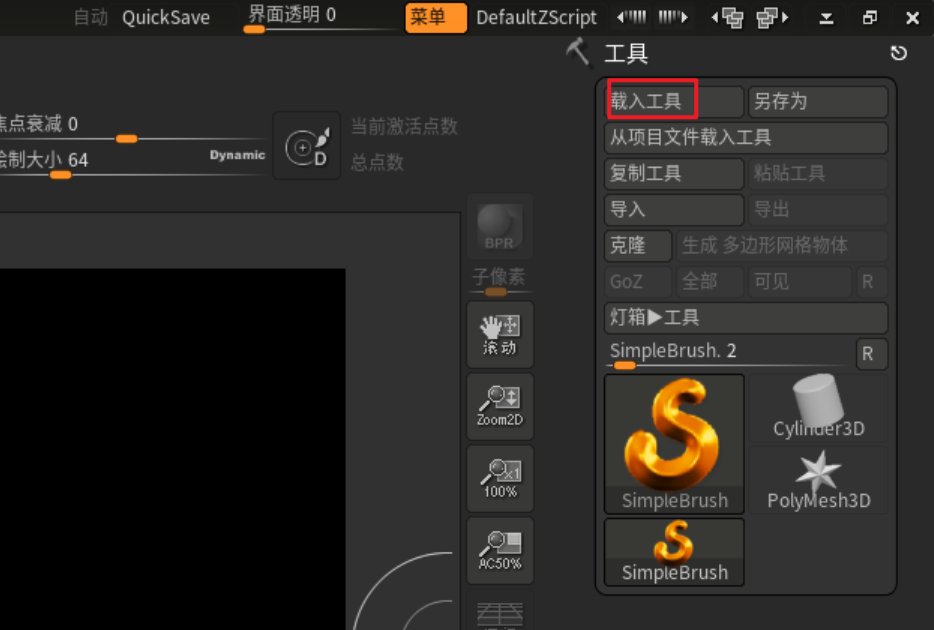 自动 QuickSave 界面透明 0 菜单 DefaultZScript
工具
焦点衰减 0
绘制大小 64 Dynamic
D
当前激活点数
总点数
载入工具 另存为
从项目文件载入工具
复制工具 粘贴工具
导入 导出
克隆 生成 多边形网格物体
GoZ 全部 可见 R
灯箱▶工具
SimpleBrush. 2 R
SimpleBrush Cylinder3D
PolyMesh3D
SimpleBrush
BPR
子像素
滚动
Zoom2D
100%
AC50%